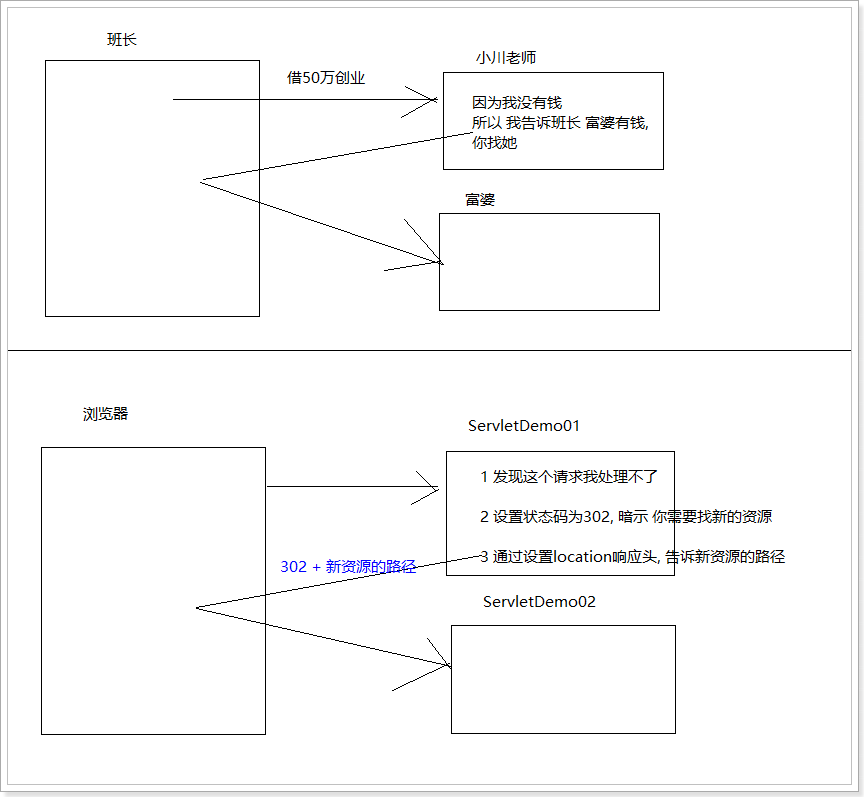 班长
小川老师
借50万创业
因为我没有钱
所以 我告诉班长 富婆有钱,
你找她
富婆
浏览器
ServletDemo01
1 发现这个请求我处理不了
2 设置状态码为302, 暗示 你需要找新的资源
3 通过设置location响应头, 告诉新资源的路径
302 + 新资源的路径
ServletDemo02